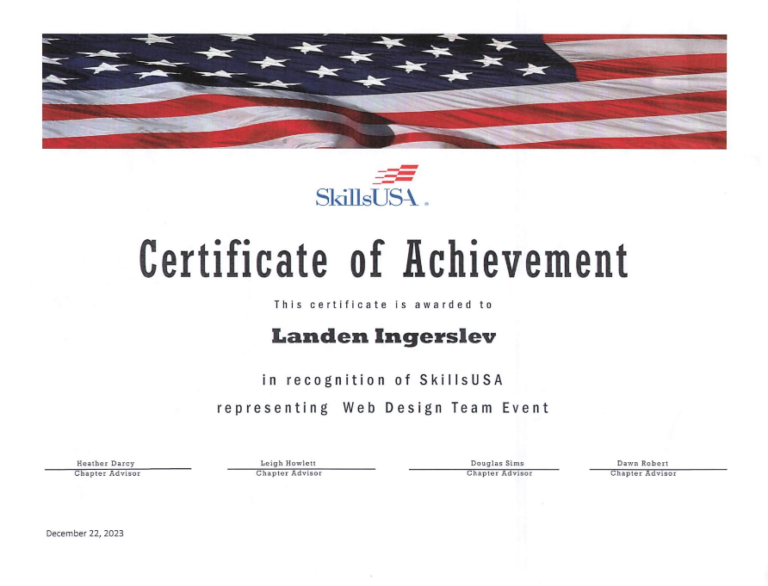 SkillsUSA ®
Certificate of Achievement
This certificate is awarded to
Landen Ingerslev
in recognition of SkillsUSA
representing Web Design Team Event
Heather Darcy Leigh Howlett Douglas Sims Dawn Robert
Chapter Advisor Chapter Advisor Chapter Advisor Chapter Advisor
December 22, 2023